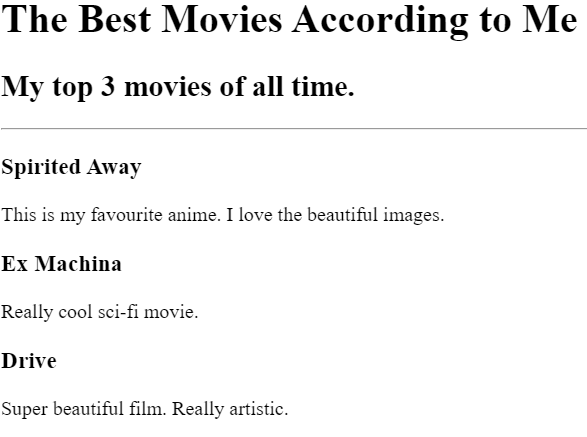 The Best Movies According to Me
My top 3 movies of all time.
Spirited Away
This is my favourite anime. I love the beautiful images.
Ex Machina
Really cool sci-fi movie.
Drive
Super beautiful film. Really artistic.